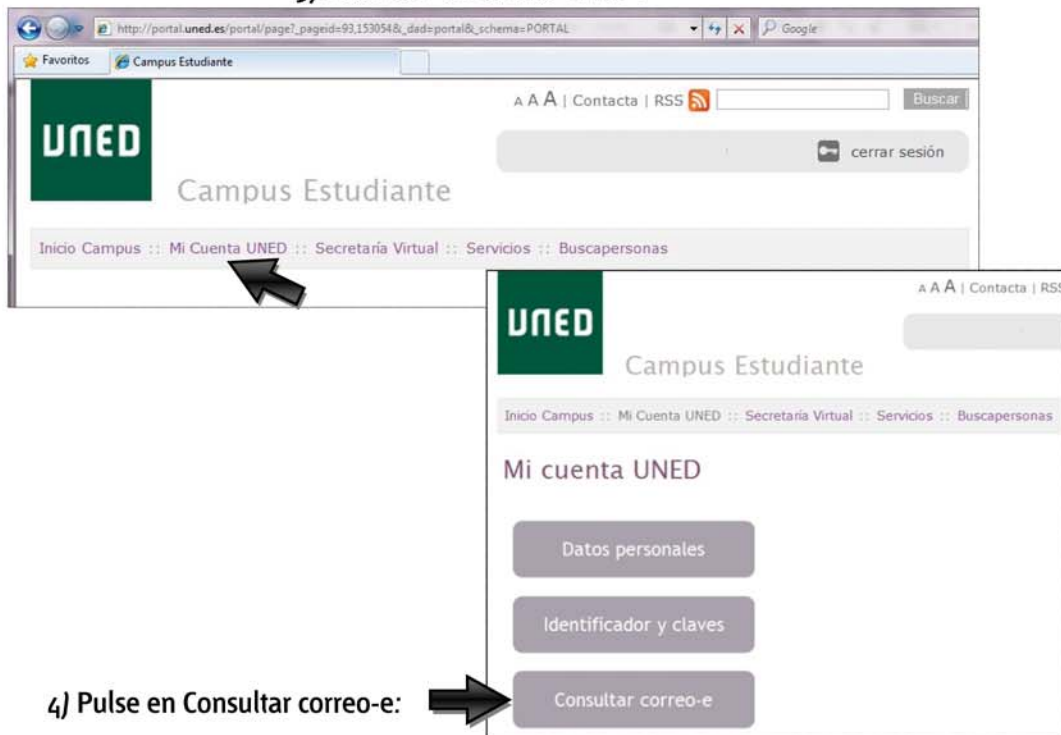 http://portal.uned.es/portal/page?_pageid=93,153054&_dad=portal&_schema=PORTAL
Google
Favoritos
Campus Estudiante
A A A | Contacta | RSS
Buscar
UNED
cerrar sesión
Campus Estudiante
Inicio Campus :: Mi Cuenta UNED :: Secretaría Virtual :: Servicios :: Buscapersonas
A A A | Contacta | RSS
UNED
Campus Estudiante
Inicio Campus :: Mi Cuenta UNED :: Secretaría Virtual :: Servicios :: Buscapersonas
Mi cuenta UNED
Datos personales
Identificador y claves
4) Pulse en Consultar correo-e:
Consultar correo-e